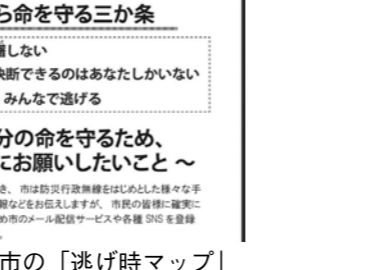 ら命を守る三か条
難しない
決断できるのはあなたしかいない
みんなで逃げる
分の命を守るため、
にお願いしたいこと ～
き、市は防災行政無線をはじめとした様々な手
報などをお伝えしますが、市民の皆様に確実に
め市のメール配信サービスや各種 SNS を登録
。
市の「逃げ時マップ」